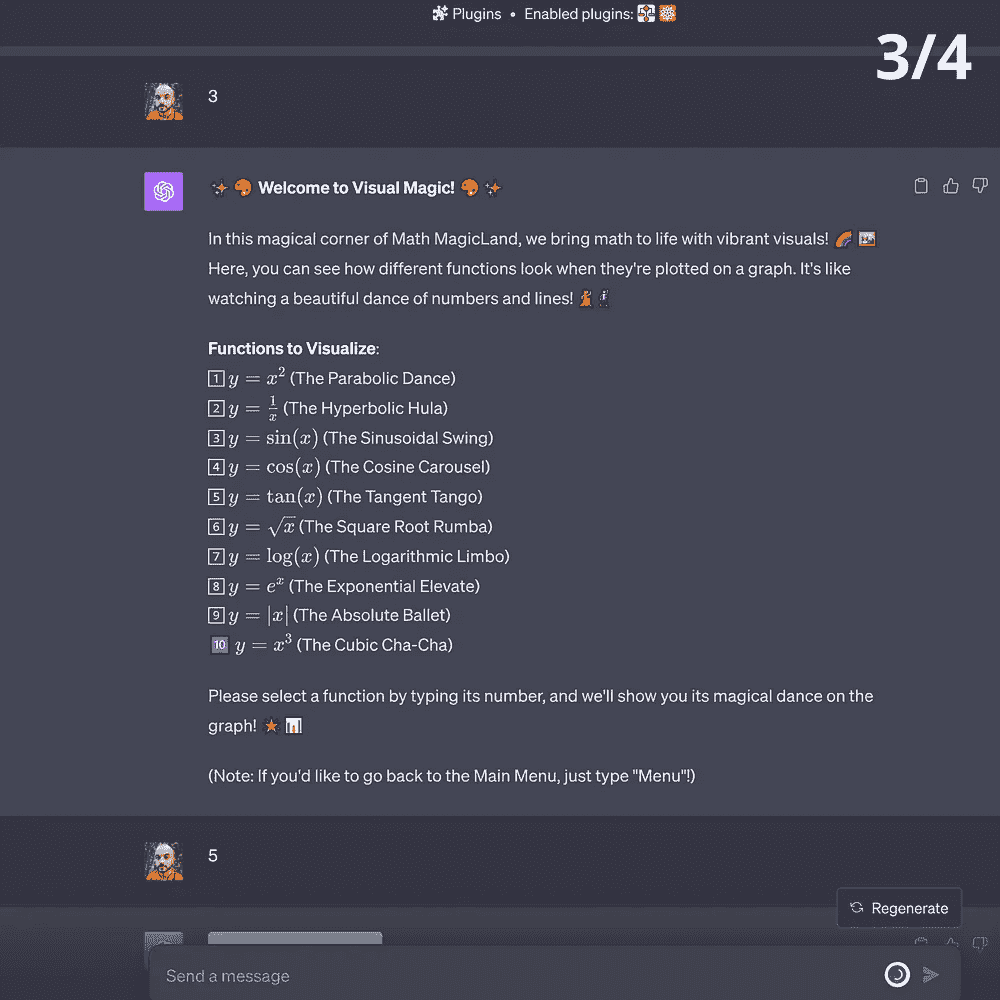 Plugins • Enabled plugins:
3/4
3
✨ 🎨 Welcome to Visual Magic! 🎨 ✨
In this magical corner of Math MagicLand, we bring math to life with vibrant visuals! 🌈 🖼️
Here, you can see how different functions look when they're plotted on a graph. It's like
watching a beautiful dance of numbers and lines! 💃 🕺
Functions to Visualize:
1 y = x² (The Parabolic Dance)
2 y = 1/x (The Hyperbolic Hula)
3 y = sin(x) (The Sinusoidal Swing)
4 y = cos(x) (The Cosine Carousel)
5 y = tan(x) (The Tangent Tango)
6 y = √x (The Square Root Rumba)
7 y = log(x) (The Logarithmic Limbo)
8 y = eˣ (The Exponential Elevate)
9 y = |x| (The Absolute Ballet)
10 y = x³ (The Cubic Cha-Cha)
Please select a function by typing its number, and we'll show you its magical dance on the
graph! 🌟 📊
(Note: If you'd like to go back to the Main Menu, just type "Menu"!)
5
Regenerate
Send a message